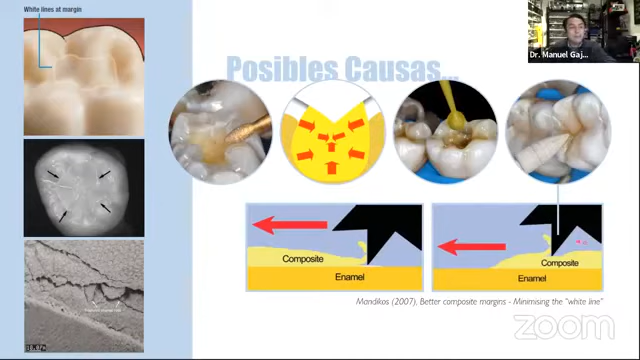 White lines at margin
Posibles Causas...
Dr. Manuel Gaj...
Composite
Enamel
Composite
Enamel
Mandikos (2007). Better composite margins - Minimising the "white line"
zoom